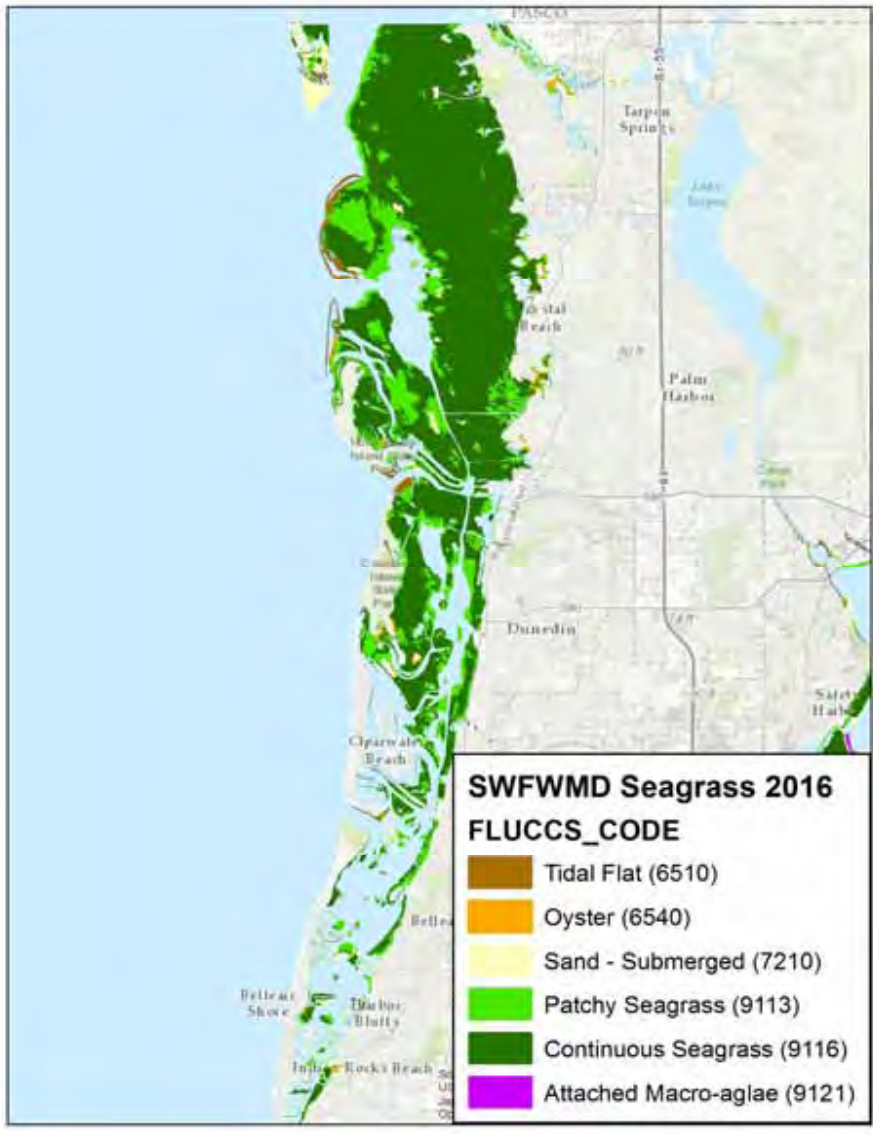 PASCO
Tarpon
Springs
Lake
Tarpon
Beach
Palm
Harbor
Dunedin
Clearwater
Beach
Safety
Belleair
Shore
Harbor
Bluffs
Indian Rocks Beach
SWFWMD Seagrass 2016
FLUCCS_CODE
Tidal Flat (6510)
Oyster (6540)
Sand - Submerged (7210)
Patchy Seagrass (9113)
Continuous Seagrass (9116)
Attached Macro-aglae (9121)